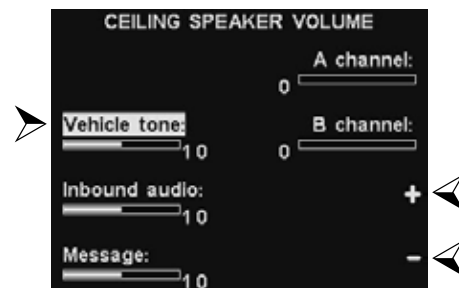 CEILING SPEAKER VOLUME
A channel:
0
Vehicle tone:
10
B channel:
0
Inbound audio:
10
+
Message:
10
-